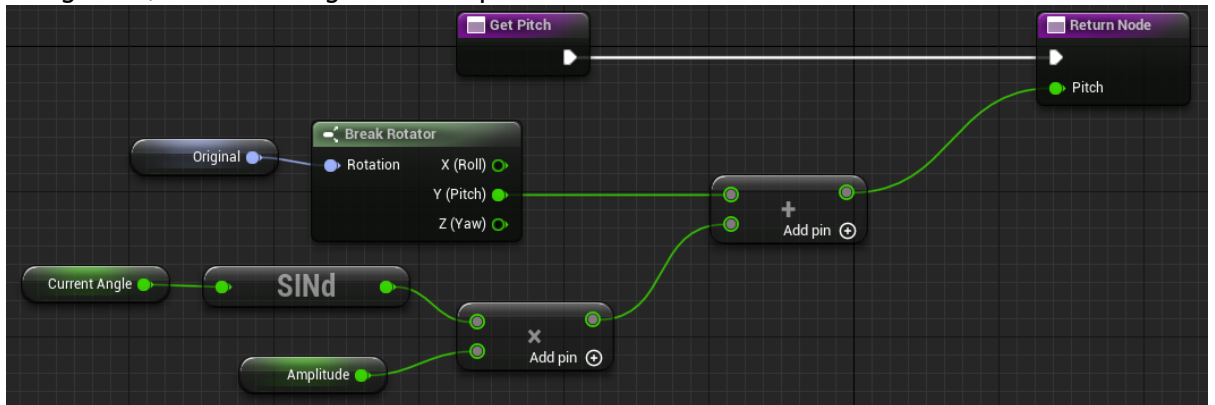 Get Pitch
Return Node
Pitch
Break Rotator
Original
Rotation
X (Roll)
Y (Pitch)
Z (Yaw)
+
Add pin
Current Angle
SINd
×
Add pin
Amplitude